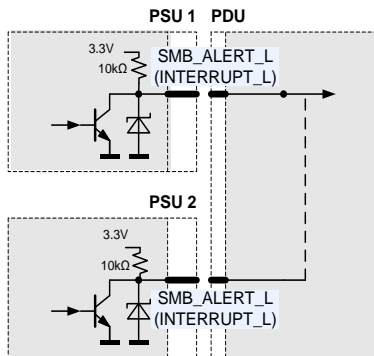 PSU 1 PDU
3.3V
10kΩ
SMB_ALERT_L
(INTERRUPT_L)
PSU 2
3.3V
10kΩ
SMB_ALERT_L
(INTERRUPT_L)